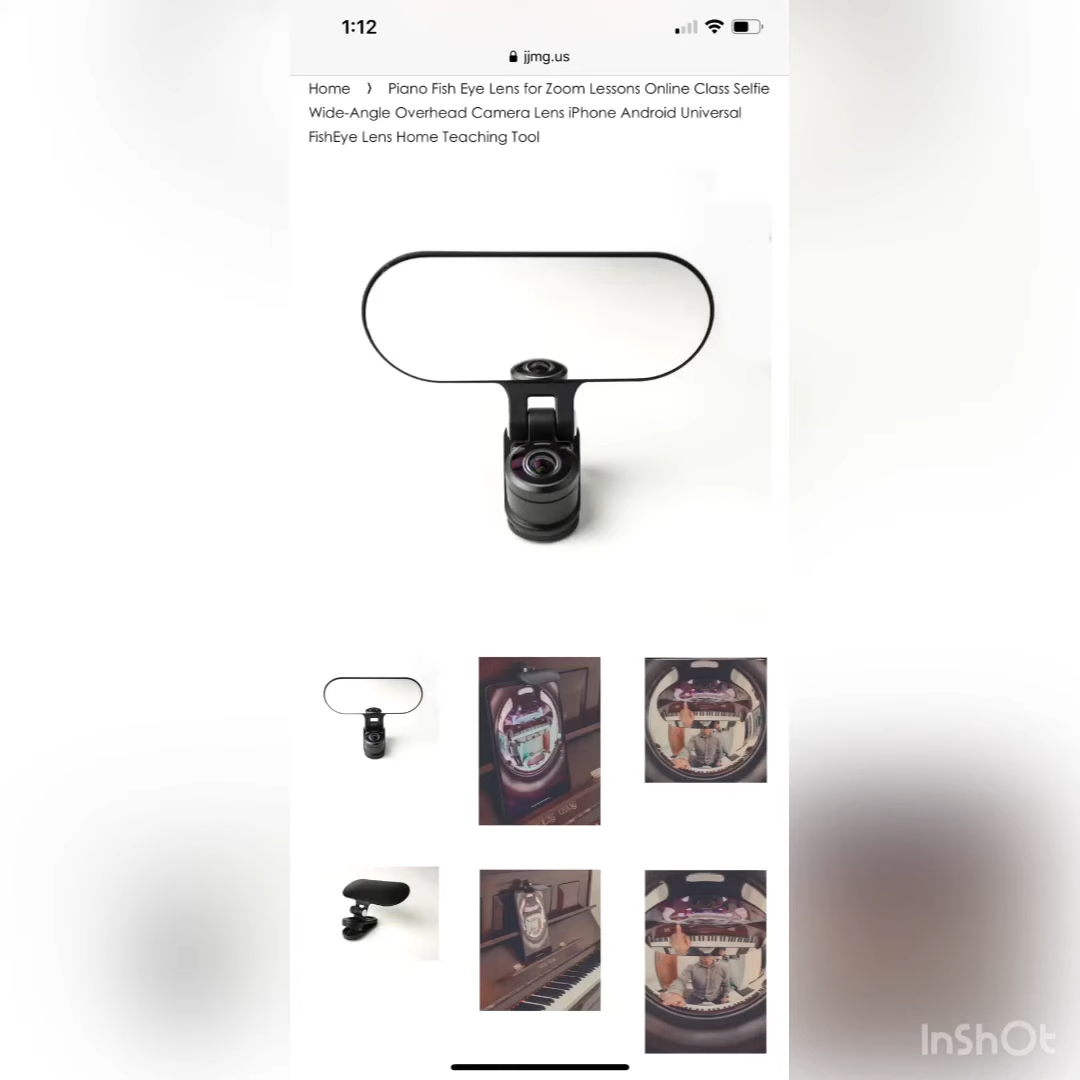 1:12
jjmg.us
Home 〉 Piano Fish Eye Lens for Zoom Lessons Online Class Selfie
Wide-Angle Overhead Camera Lens iPhone Android Universal
FishEye Lens Home Teaching Tool
InShOt